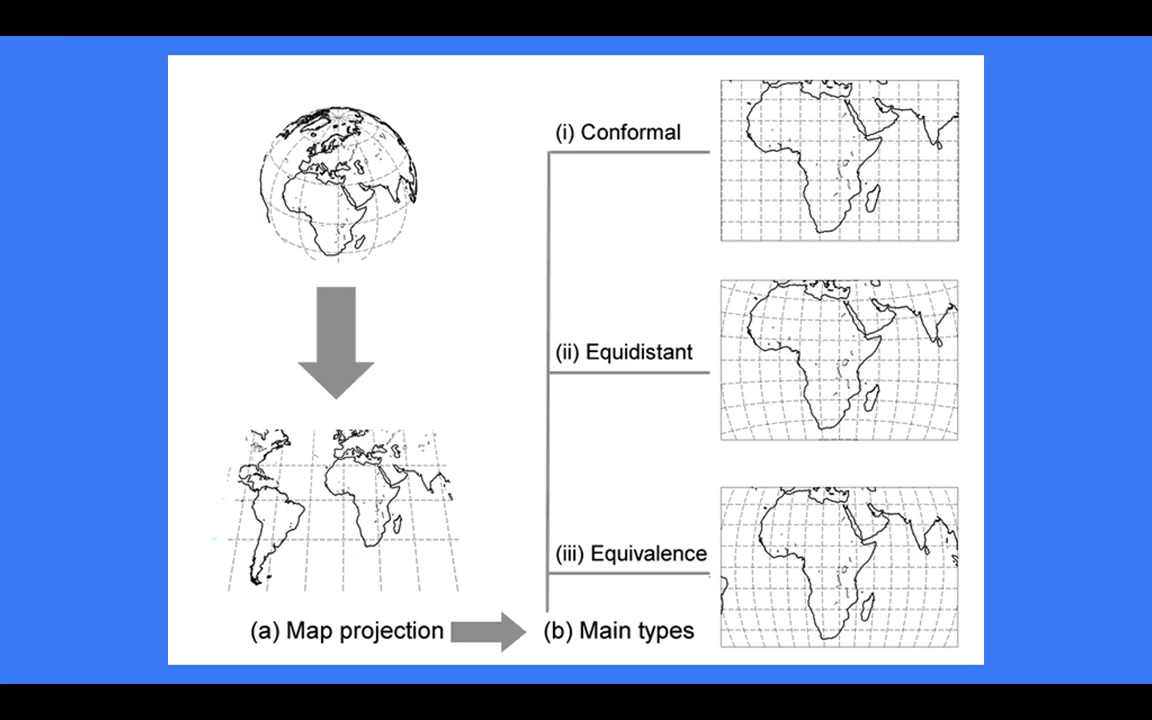 (i) Conformal
(ii) Equidistant
(iii) Equivalence
(a) Map projection
(b) Main types